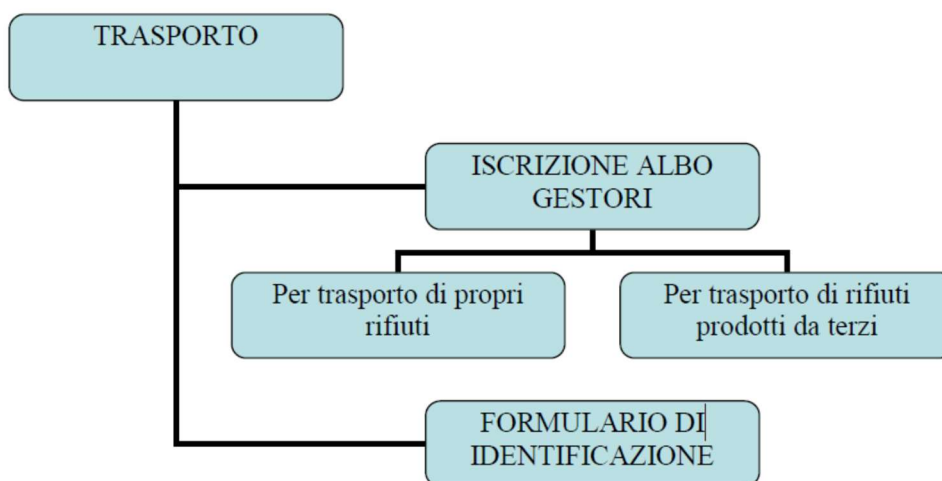 TRASPORTO
ISCRIZIONE ALBO
GESTORI
Per trasporto di propri
rifiuti
Per trasporto di rifiuti
prodotti da terzi
FORMULARIO DI
IDENTIFICAZIONE